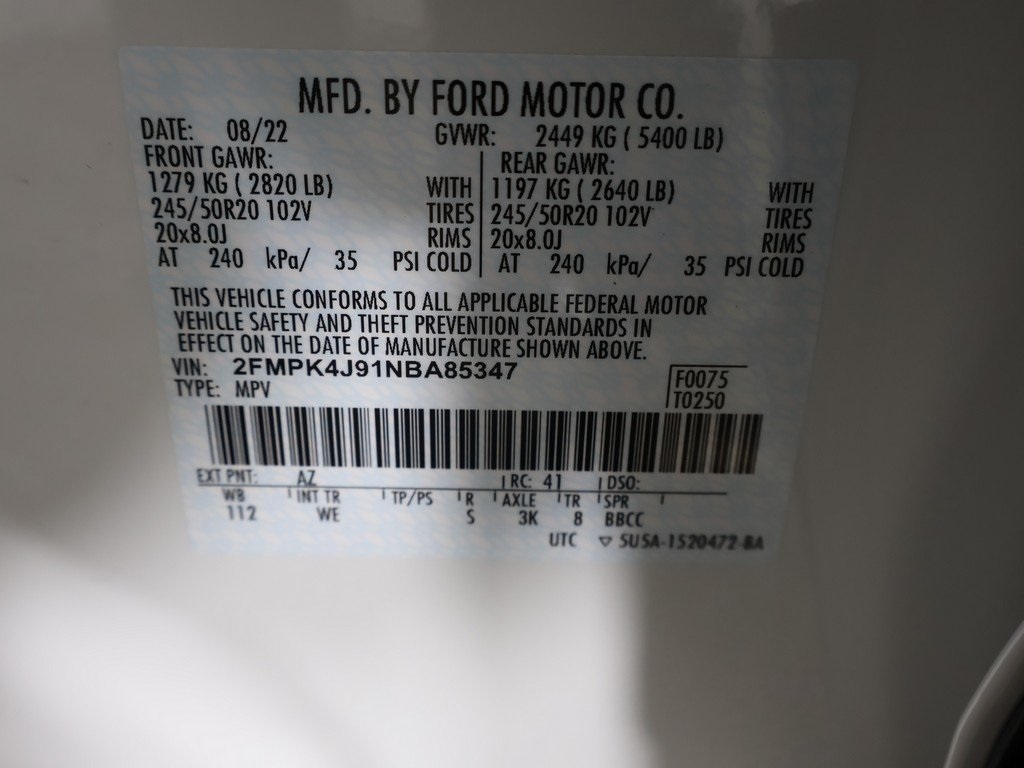 MFD. BY FORD MOTOR CO.
DATE: 08/22 GVWR: 2449 KG ( 5400 LB)
FRONT GAWR: REAR GAWR:
1279 KG ( 2820 LB) WITH 1197 KG ( 2640 LB) WITH
245/50R20 102V TIRES 245/50R20 102V TIRES
20x8.0J RIMS 20x8.0J RIMS
AT 240 kPa/ 35 PSI COLD AT 240 kPa/ 35 PSI COLD
THIS VEHICLE CONFORMS TO ALL APPLICABLE FEDERAL MOTOR
VEHICLE SAFETY AND THEFT PREVENTION STANDARDS IN
EFFECT ON THE DATE OF MANUFACTURE SHOWN ABOVE.
VIN: 2FMPK4J91NBA85347
TYPE: MPV F0075
T0250
EXT PNT: AZ RC: 41 DSO:
WB INT TR TP/PS R AXLE TR SPR
112 WE S 3K 8 BBCC
UTC ▽ 5U5A-1520472-BA